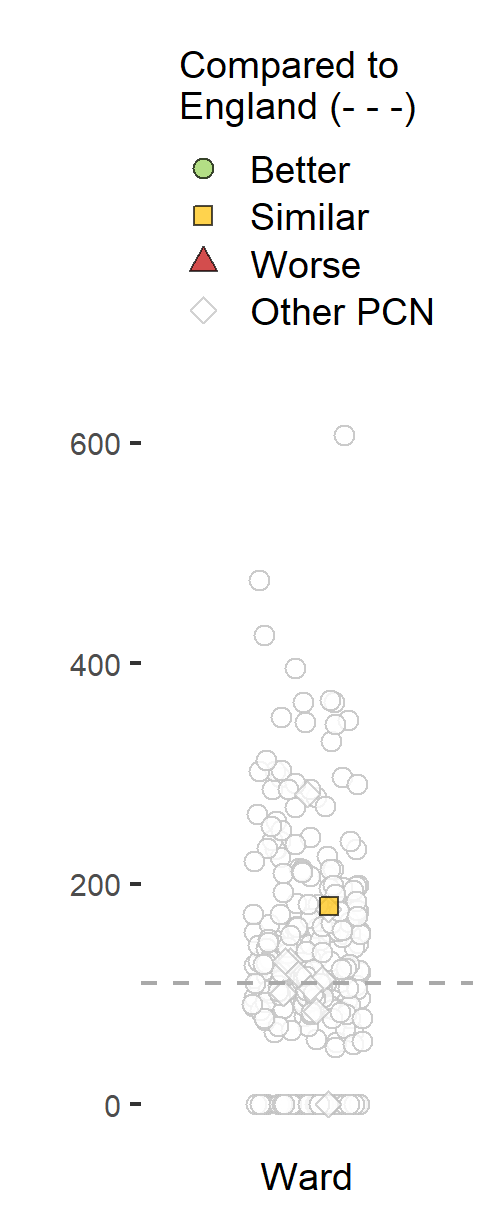 Compared to
England (- - -)
Better
Similar
Worse
Other PCN
600
400
200
0
Ward